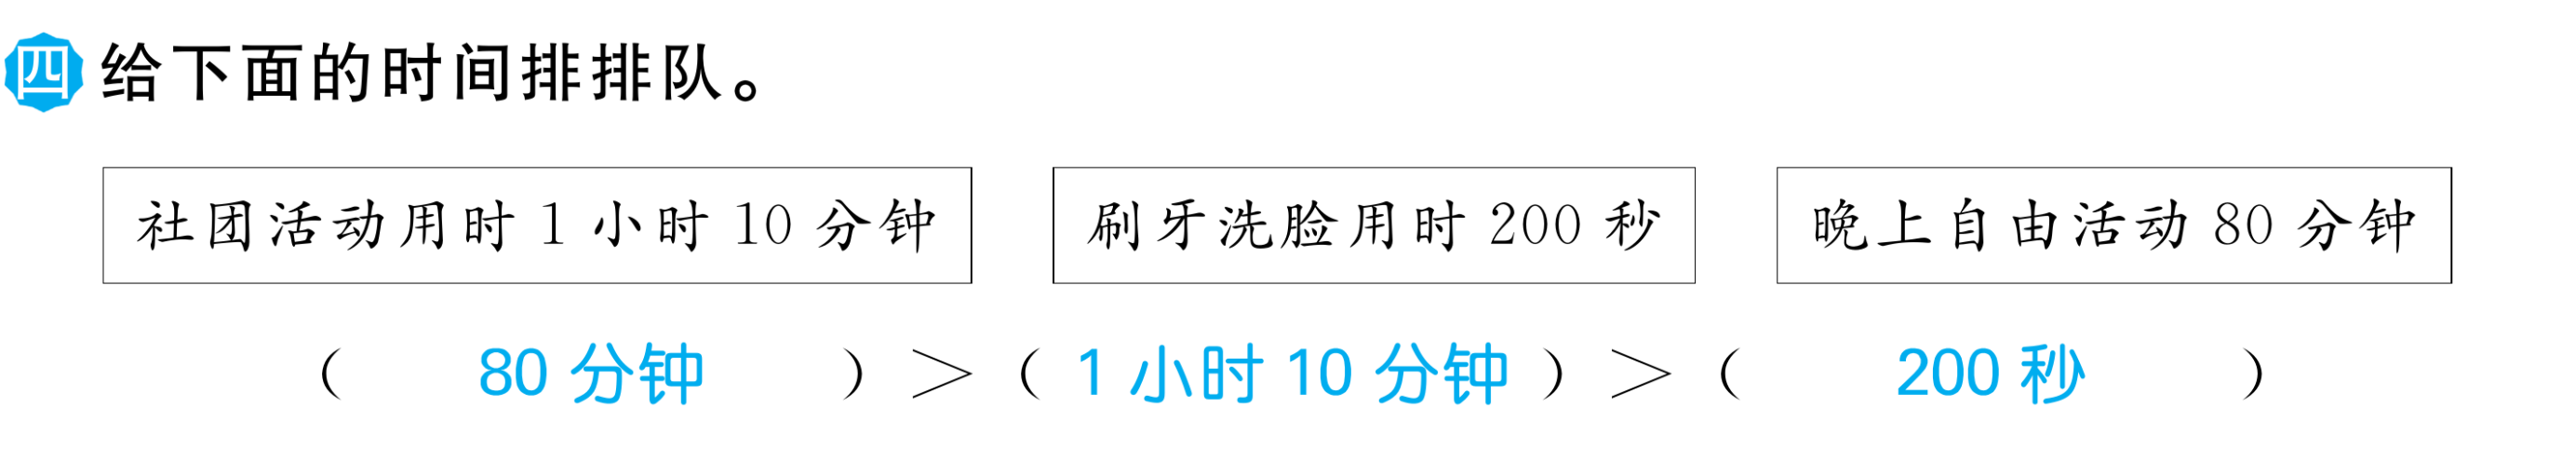 四 给下面的时间排排队。
社团活动用时 1 小时 10 分钟 刷牙洗脸用时 200 秒 晚上自由活动 80 分钟
( 80 分钟 ) > ( 1 小时 10 分钟 ) > ( 200 秒 )